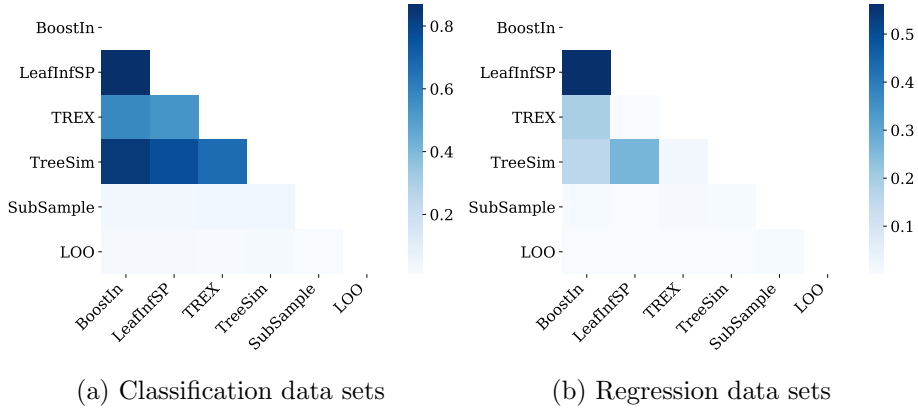 BoostIn
LeafInfSP
TREX
TreeSim
SubSample
LOO
BoostIn
LeafInfSP
TREX
TreeSim
SubSample
LOO
0.8
0.6
0.4
0.2
(a) Classification data sets
BoostIn
LeafInfSP
TREX
TreeSim
SubSample
LOO
BoostIn
LeafInfSP
TREX
TreeSim
SubSample
LOO
0.5
0.4
0.3
0.2
0.1
(b) Regression data sets